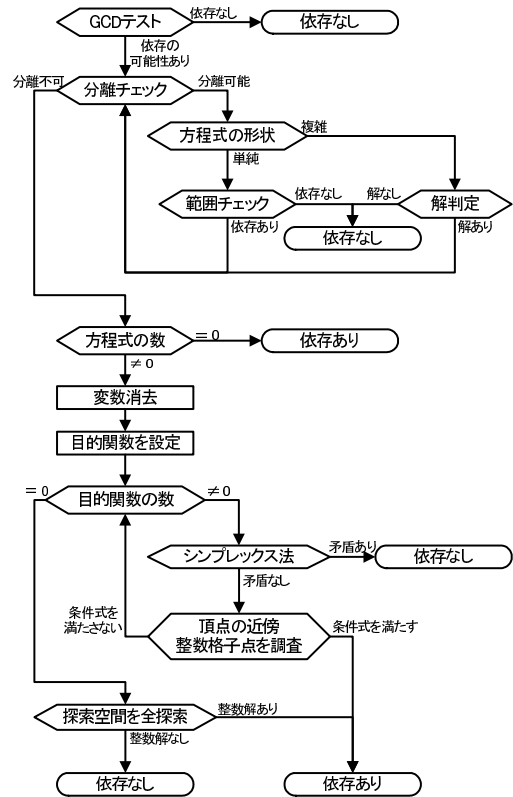 GCDテスト
依存なし
依存なし
依存の
可能性あり
分離不可
分離チェック
分離可能
方程式の形状
複雑
単純
範囲チェック
依存なし
解なし
解判定
依存あり
依存なし
解あり
方程式の数
＝0
依存あり
≠0
変数消去
目的関数を設定
＝0
目的関数の数
≠0
シンプレックス法
矛盾あり
依存なし
矛盾なし
条件式を
満たさない
頂点の近傍
整数格子点を調査
条件式を満たす
探索空間を全探索
整数解あり
整数解なし
依存なし
依存あり